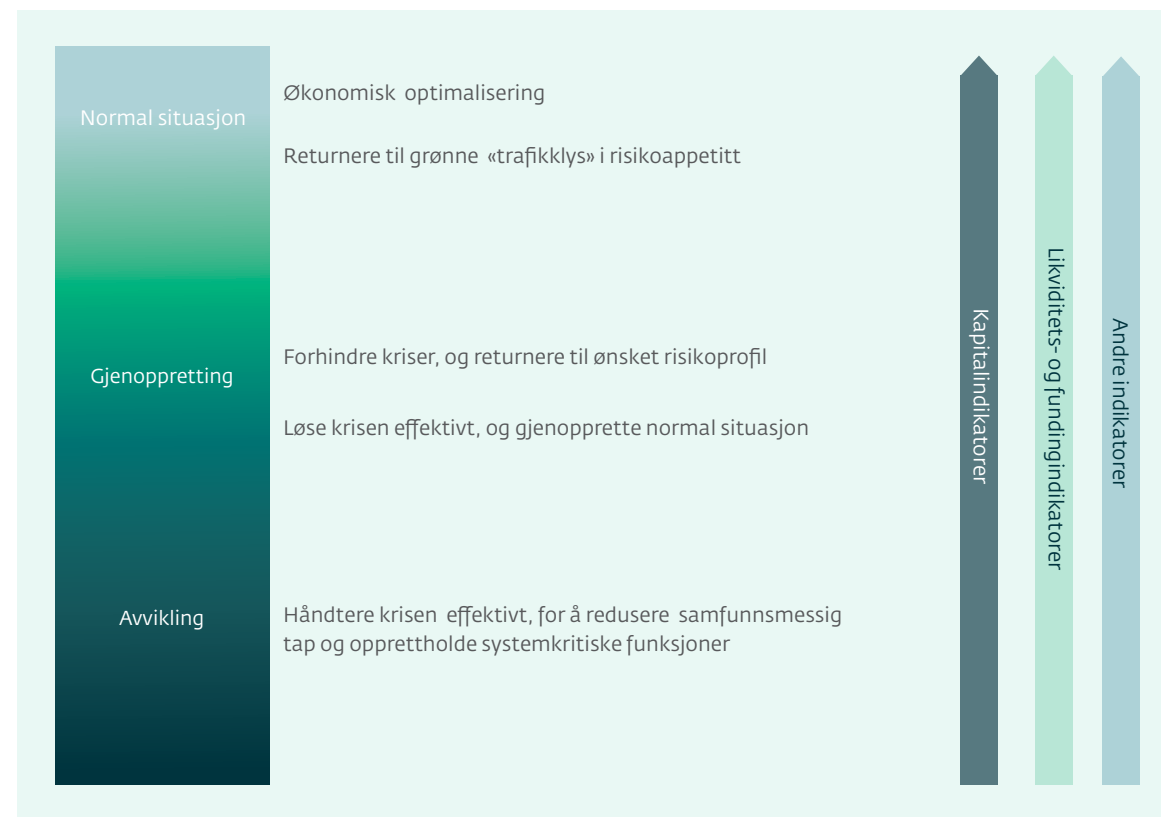 Normal situasjon
Økonomisk optimalisering
Returnere til grønne «trafikklys» i risikoappetitt
Gjenoppretting
Forhindre kriser, og returnere til ønsket risikoprofil
Løse krisen effektivt, og gjenopprette normal situasjon
Avvikling
Håndtere krisen effektivt, for å redusere samfunnsmessig
tap og opprettholde systemkritiske funksjoner
Kapitalindikatorer
Likviditets- og fundingindikatorer
Andre indikatorer